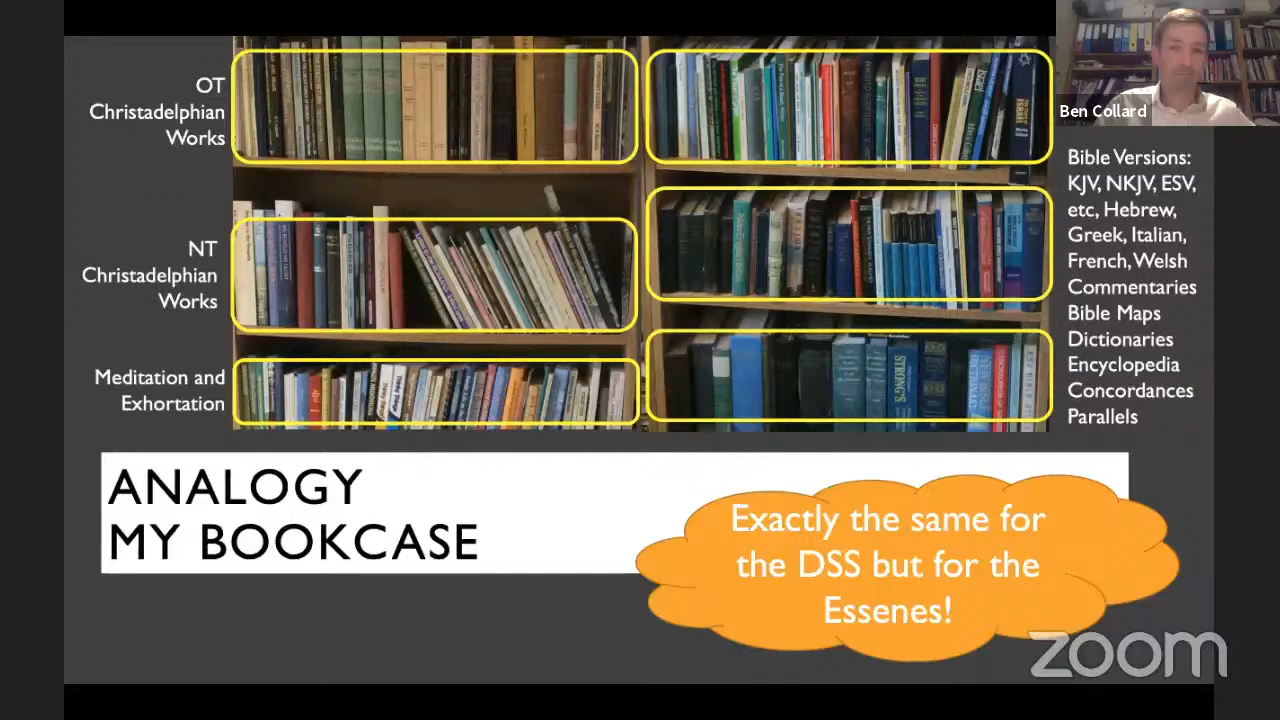 OT
Christadelphian
Works
NT
Christadelphian
Works
Meditation and
Exhortation
Ben Collard
Bible Versions:
KJV, NKJV, ESV,
etc, Hebrew,
Greek, Italian,
French, Welsh
Commentaries
Bible Maps
Dictionaries
Encyclopedia
Concordances
Parallels
STRONG'S
ANALOGY
MY BOOKCASE
Exactly the same for
the DSS but for the
Essenes!
zoom